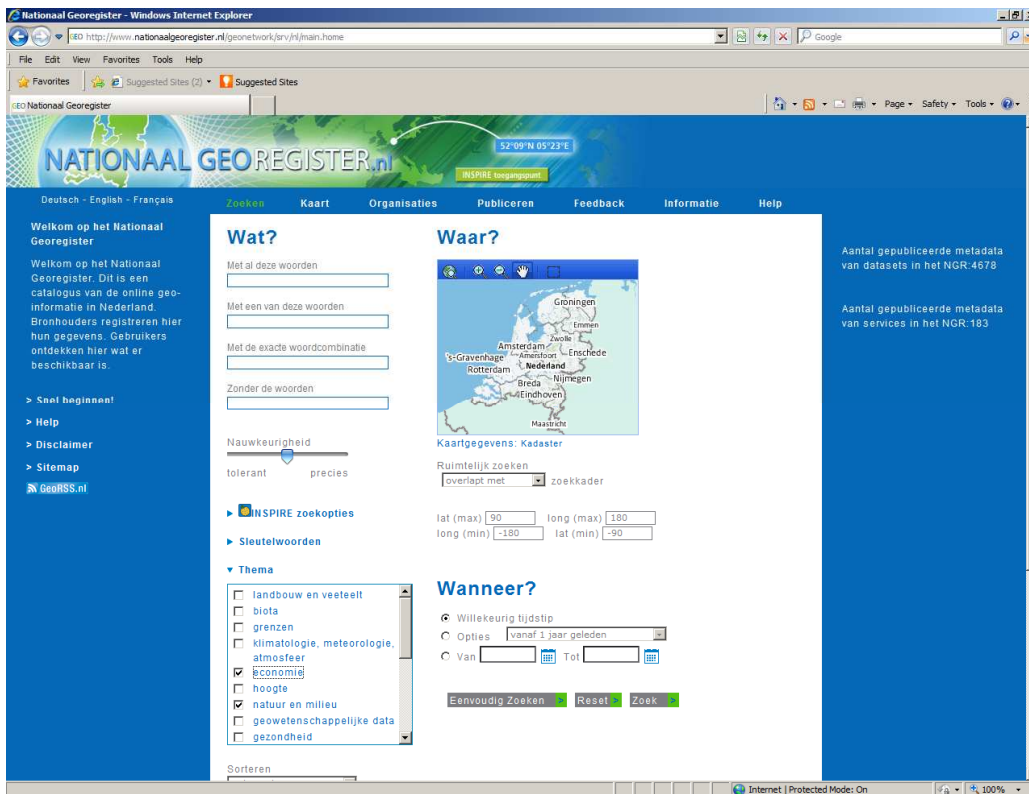 Nationaal Georegister - Windows Internet Explorer
GEO http://www.nationaalgeoregister.nl/geonetwork/srv/nl/main.home
Google
File Edit View Favorites Tools Help
Favorites Suggested Sites (2) Suggested Sites
GEO Nationaal Georegister
Page Safety Tools
NATIONAAL GEOREGISTER.nl
52°09"N 05°23"E
INSPIRE toegangspunt
Deutsch - English - Français
Zoeken Kaart Organisaties Publiceren Feedback Informatie Help
Welkom op het Nationaal
Georegister
Welkom op het Nationaal
Georegister. Dit is een
catalogus van de online geo-
informatie in Nederland.
Bronhouders registreren hier
hun gegevens. Gebruikers
ontdekken hier wat er
beschikbaar is.
> Snel beginnen!
> Help
> Disclaimer
> Sitemap
GeoRSS.nl
Wat?
Met al deze woorden
Met een van deze woorden
Met de exacte woordcombinatie
Zonder de woorden
Nauwkeurigheid
tolerant precies
INSPIRE zoekopties
Sleutelwoorden
Thema
landbouw en veeteelt
biota
grenzen
klimatologie, meteorologie,
atmosfeer
economie
hoogte
natuur en milieu
geowetenschappelijke data
gezondheid
Sorteren
Waar?
Groningen
Emmen
Zwolle
Amsterdam
's-Gravenhage
Amersfoort
Enschede
Rotterdam
Nederland
Nijmegen
Breda
Eindhoven
Maastricht
Kaartgegevens: Kadaster
Ruimtelijk zoeken
overlapt met zoekkader
lat (max) 90 long (max) 180
long (min) -180 lat (min) -90
Wanneer?
Willekeurig tijdstip
Opties vanaf 1 jaar geleden
Van Tot
Eenvoudig Zoeken > Reset > Zoek >
Aantal gepubliceerde metadata
van datasets in het NGR:4678
Aantal gepubliceerde metadata
van services in het NGR:183
Internet | Protected Mode: On 100%